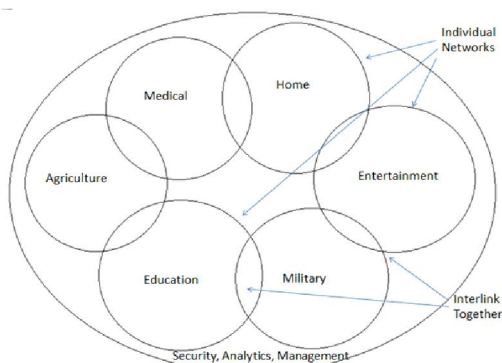 Individual
Networks
Home
Medical
Agriculture
Entertainment
Education
Military
Interlink
Together
Security, Analytics, Management